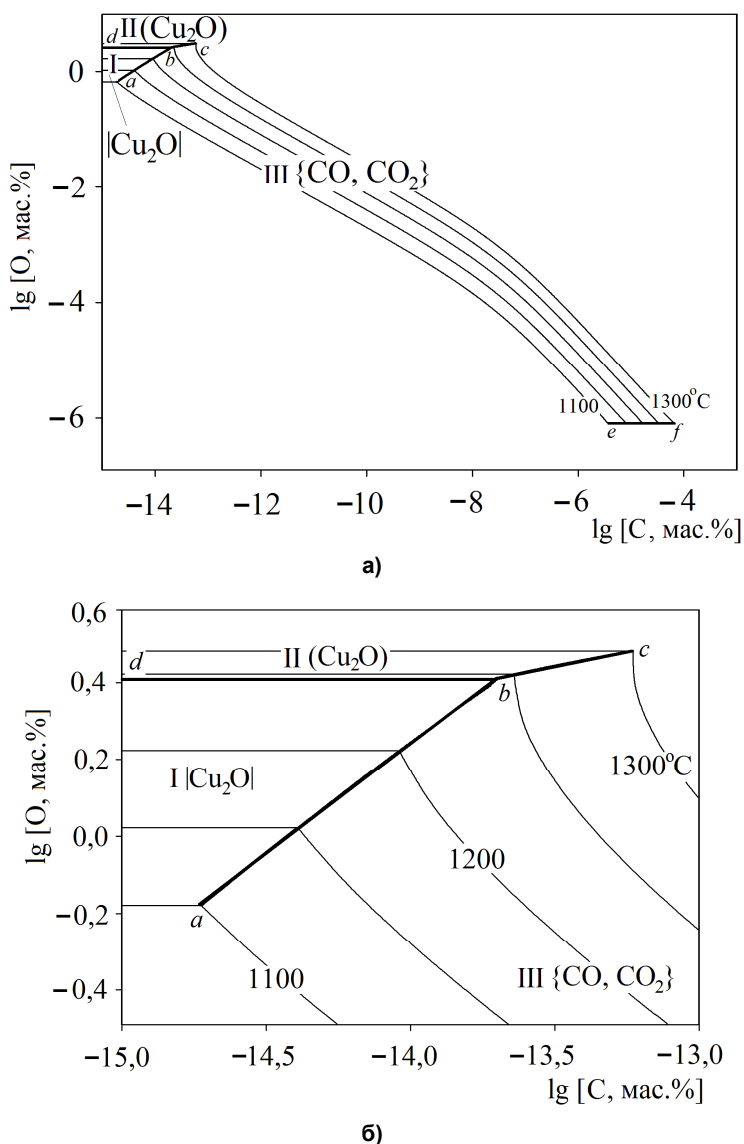 d II (Cu₂O)
c
b
0
I
a
|Cu₂O|
III {CO, CO₂}
−2
lg [O, мас.%]
−4
1100
1300°C
−6
e
f
−14 −12 −10 −8 −6 −4
lg [C, мас.%]
а)
0,6
d
II (Cu₂O)
c
0,4
b
1300°C
0,2
I |Cu₂O|
lg [O, мас.%]
0,0
1200
−0,2
a
III {CO, CO₂}
1100
−0,4
−15,0 −14,5 −14,0 −13,5 −13,0
lg [C, мас.%]
б)